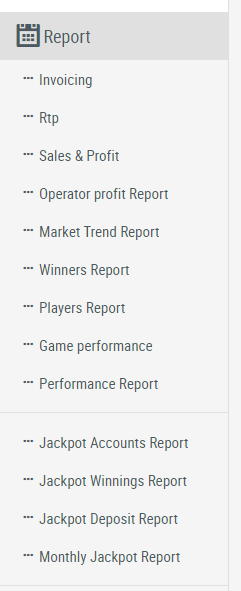 Report
Invoicing
Rtp
Sales & Profit
Operator profit Report
Market Trend Report
Winners Report
Players Report
Game performance
Performance Report
Jackpot Accounts Report
Jackpot Winnings Report
Jackpot Deposit Report
Monthly Jackpot Report